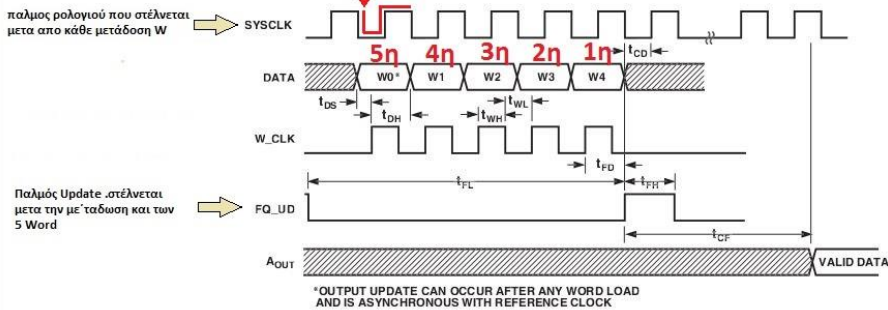 παλμος ρολογιού που στέλνεται
μετα απο κάθε μετάδοση W
SYSCLK
5η 4η 3η 2η 1η
tCD
DATA
W0* W1 W2 W3 W4
tDS
tDH
tWH
tWL
W_CLK
tFD
tFL
tFH
Παλμός Update .στέλνεται
μετα την με΄ταδωση και των
5 Word
FQ_UD
tCF
AOUT
VALID DATA
*OUTPUT UPDATE CAN OCCUR AFTER ANY WORD LOAD
AND IS ASYNCHRONOUS WITH REFERENCE CLOCK